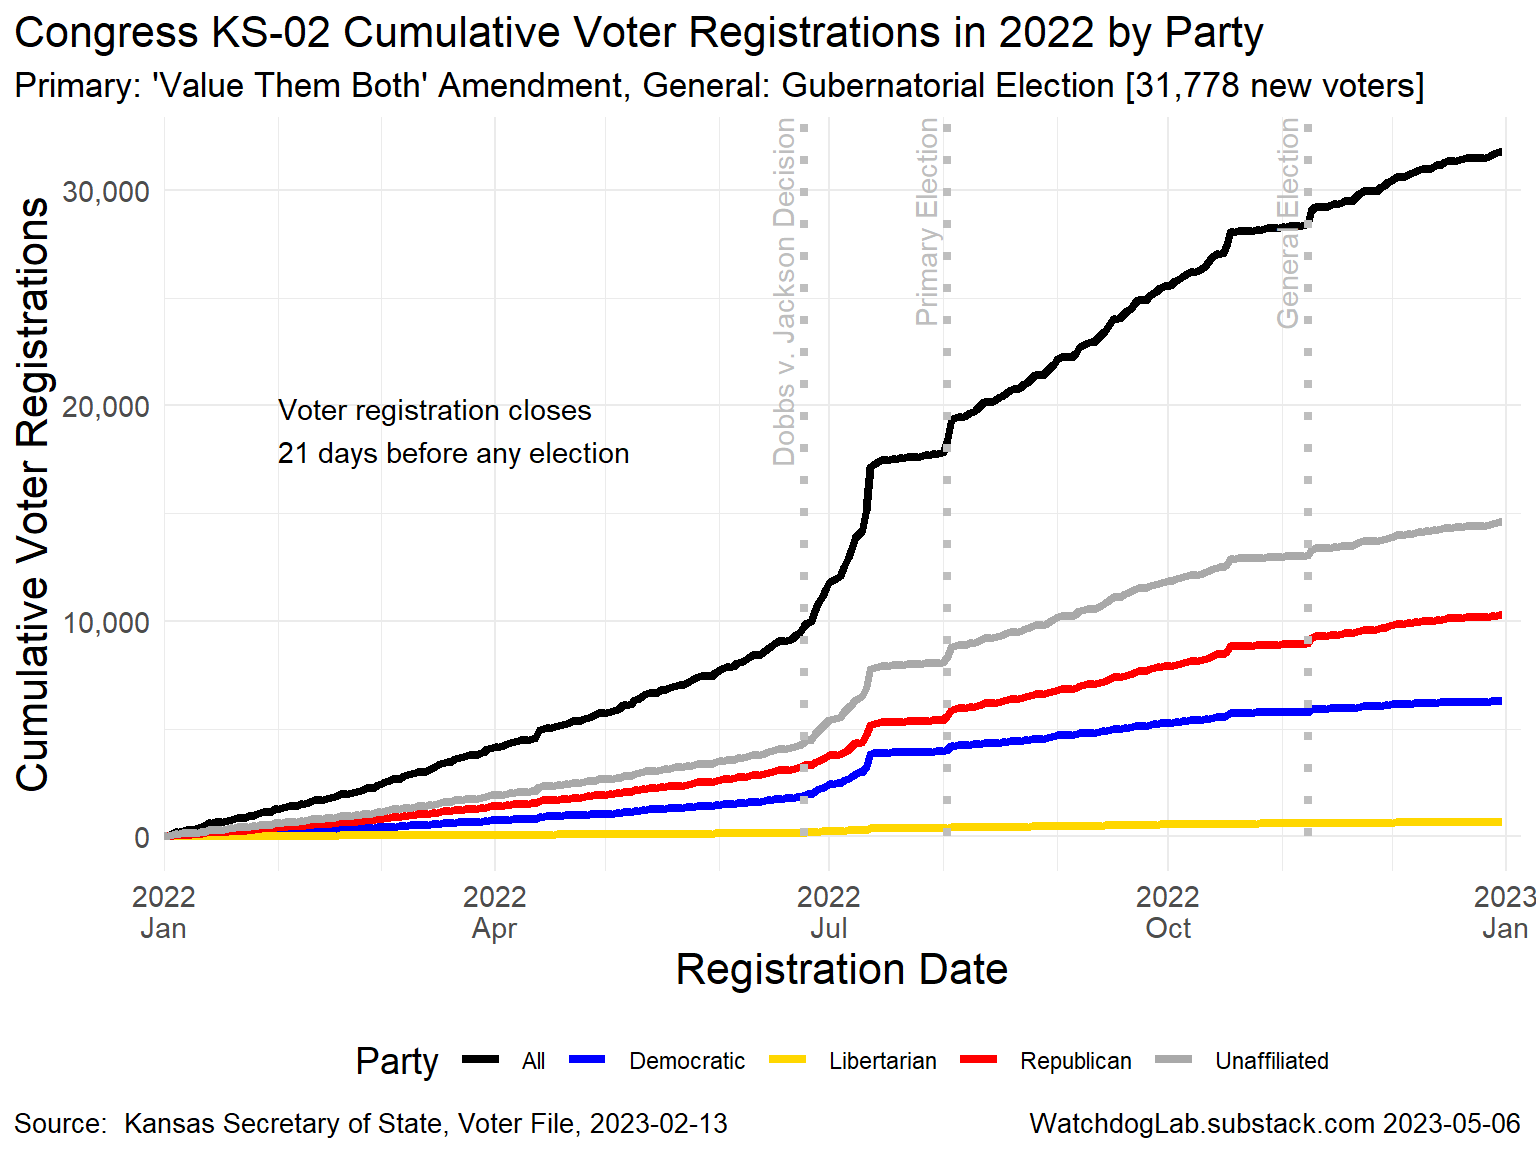 Congress KS-02 Cumulative Voter Registrations in 2022 by Party
Primary: 'Value Them Both' Amendment, General: Gubernatorial Election [31,778 new voters]
Cumulative Voter Registrations
30,000
20,000
10,000
0
Dobbs v. Jackson Decision
Primary Election
General Election
Voter registration closes
21 days before any election
2022
Jan
2022
Apr
2022
Jul
2022
Oct
2023
Jan
Registration Date
Party
All
Democratic
Libertarian
Republican
Unaffiliated
Source:  Kansas Secretary of State, Voter File, 2023-02-13
WatchdogLab.substack.com 2023-05-06